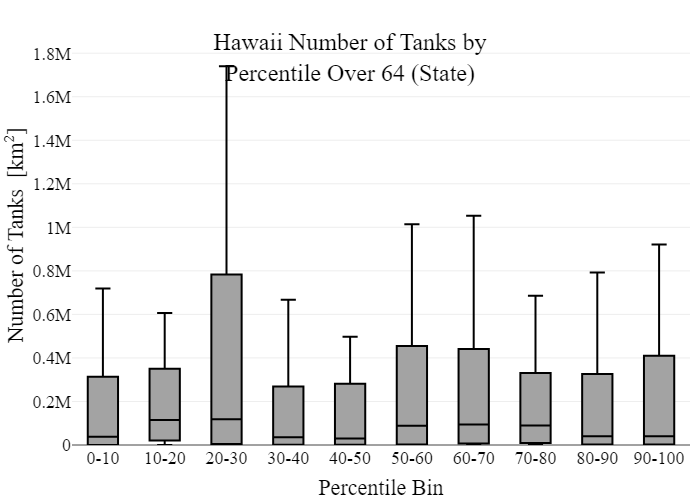 Hawaii Number of Tanks by
Percentile Over 64 (State)
Number of Tanks [km²]
1.8M
1.6M
1.4M
1.2M
1M
0.8M
0.6M
0.4M
0.2M
0
0-10 10-20 20-30 30-40 40-50 50-60 60-70 70-80 80-90 90-100
Percentile Bin